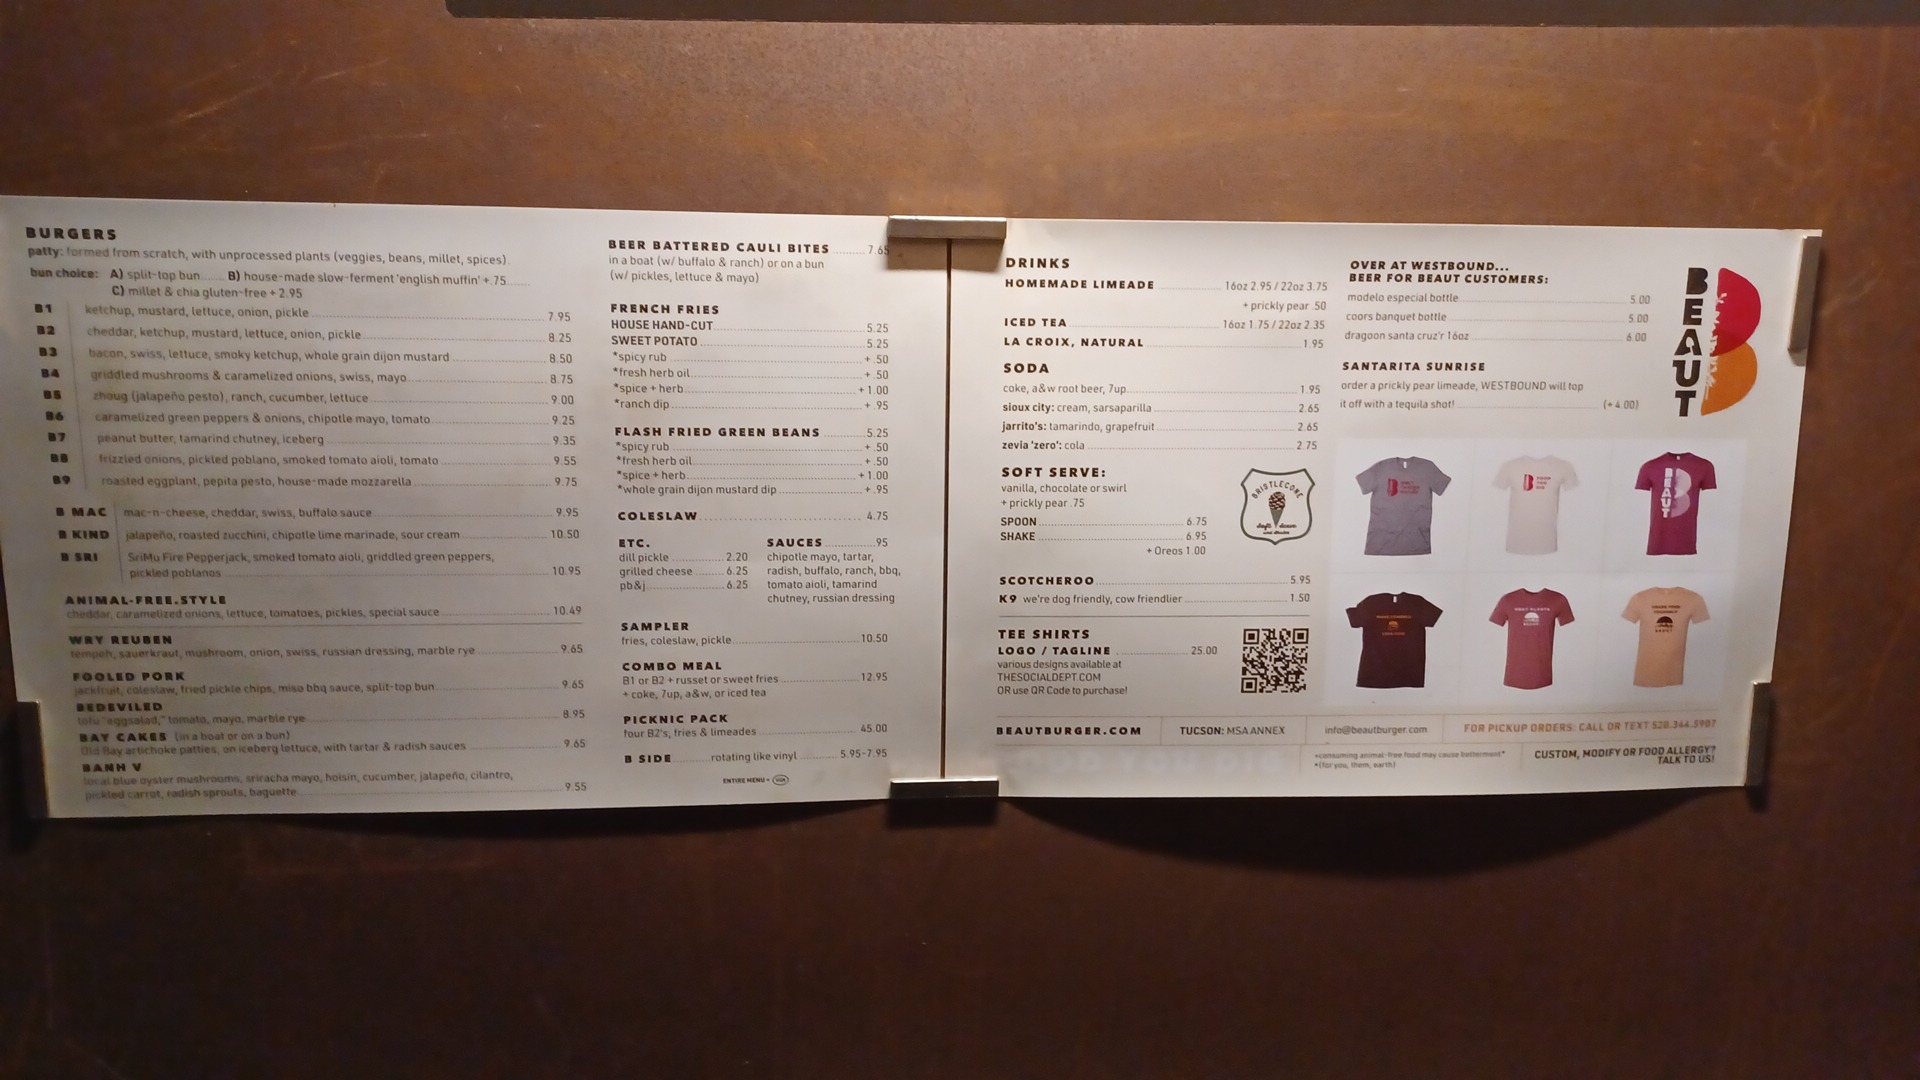 BURGERS
patty: formed from scratch, with unprocessed plants (veggies, beans, millet, spices).
bun choice: A) split-top bun...... B) house-made slow-ferment 'english muffin' +.75......
C) millet & chia gluten-free + 2.95
B1 ketchup, mustard, lettuce, onion, pickle 7.95
B2 cheddar, ketchup, mustard, lettuce, onion, pickle 8.25
B3 bacon, swiss, lettuce, smoky ketchup, whole grain dijon mustard 8.50
B4 griddled mushrooms & caramelized onions, swiss, mayo 8.75
B5 zhoug (jalapeño pesto), ranch, cucumber, lettuce 9.00
B6 caramelized green peppers & onions, chipotle mayo, tomato 9.25
B7 peanut butter, tamarind chutney, iceberg 9.35
B8 frizzled onions, pickled poblano, smoked tomato aioli, tomato 9.55
B9 roasted eggplant, pepita pesto, house-made mozzarella 9.75
B MAC mac-n-cheese, cheddar, swiss, buffalo sauce 9.95
B KIND jalapeño, roasted zucchini, chipotle lime marinade, sour cream 10.50
B SRI SriMu Fire Pepperjack, smoked tomato aioli, griddled green peppers,
pickled poblanos 10.95
ANIMAL-FREE.STYLE
cheddar, caramelized onions, lettuce, tomatoes, pickles, special sauce 10.49
WRY REUBEN
tempeh, sauerkraut, mushroom, onion, swiss, russian dressing, marble rye 9.65
FOOLED PORK
jackfruit, coleslaw, fried pickle chips, miso bbq sauce, split-top bun 9.65
BEDEVILED
tofu "eggsalad," tomato, mayo, marble rye 8.95
BAY CAKES (in a boat or on a bun)
Old Bay artichoke patties, on iceberg lettuce, with tartar & radish sauces 9.65
BANH V
local blue oyster mushrooms, sriracha mayo, hoisin, cucumber, jalapeño, cilantro,
pickled carrot, radish sprouts, baguette 9.55
BEER BATTERED CAULI BITES 7.65
in a boat (w/ buffalo & ranch) or on a bun
(w/ pickles, lettuce & mayo)
FRENCH FRIES
HOUSE HAND-CUT 5.25
SWEET POTATO 5.25
*spicy rub + .50
*fresh herb oil + .50
*spice + herb + 1.00
*ranch dip + .95
FLASH FRIED GREEN BEANS 5.25
*spicy rub + .50
*fresh herb oil + .50
*spice + herb + 1.00
*whole grain dijon mustard dip + .95
COLESLAW 4.75
ETC.
dill pickle 2.20
grilled cheese 6.25
pb&j 6.25
SAUCES .95
chipotle mayo, tartar,
radish, buffalo, ranch, bbq,
tomato aioli, tamarind
chutney, russian dressing
SAMPLER
fries, coleslaw, pickle 10.50
COMBO MEAL
B1 or B2 + russet or sweet fries 12.95
+ coke, 7up, a&w, or iced tea
PICKNIC PACK
four B2's, fries & limeades 45.00
B SIDE rotating like vinyl 5.95-7.95
ENTIRE MENU =
DRINKS
HOMEMADE LIMEADE 16oz 2.95 / 22oz 3.75
+ prickly pear .50
ICED TEA 16oz 1.75 / 22oz 2.35
LA CROIX, NATURAL 1.95
SODA
coke, a&w root beer, 7up 1.95
sioux city: cream, sarsaparilla 2.65
jarrito's: tamarindo, grapefruit 2.65
zevia 'zero': cola 2.75
SOFT SERVE:
vanilla, chocolate or swirl
+ prickly pear .75
SPOON 6.75
SHAKE 6.95
+ Oreos 1.00
BRISTLECONE
SCOTCHEROO 5.95
K9 we're dog friendly, cow friendlier 1.50
TEE SHIRTS
LOGO / TAGLINE 25.00
various designs available at
THESOCIALDEPT.COM
OR use QR Code to purchase!
OVER AT WESTBOUND...
BEER FOR BEAUT CUSTOMERS:
modelo especial bottle 5.00
coors banquet bottle 5.00
dragoon santa cruz'r 16oz 6.00
SANTARITA SUNRISE
order a prickly pear limeade, WESTBOUND will top
it off with a tequila shot! (+ 4.00)
BEAUT
BEAUT
BEAUTBURGER.COM
TUCSON: MSA ANNEX
info@beautburger.com
FOR PICKUP ORDERS: CALL OR TEXT 520.344.5907
*consuming animal-free food may cause betterment*
*(for you, them, earth)
CUSTOM, MODIFY OR FOOD ALLERGY?
TALK TO US!